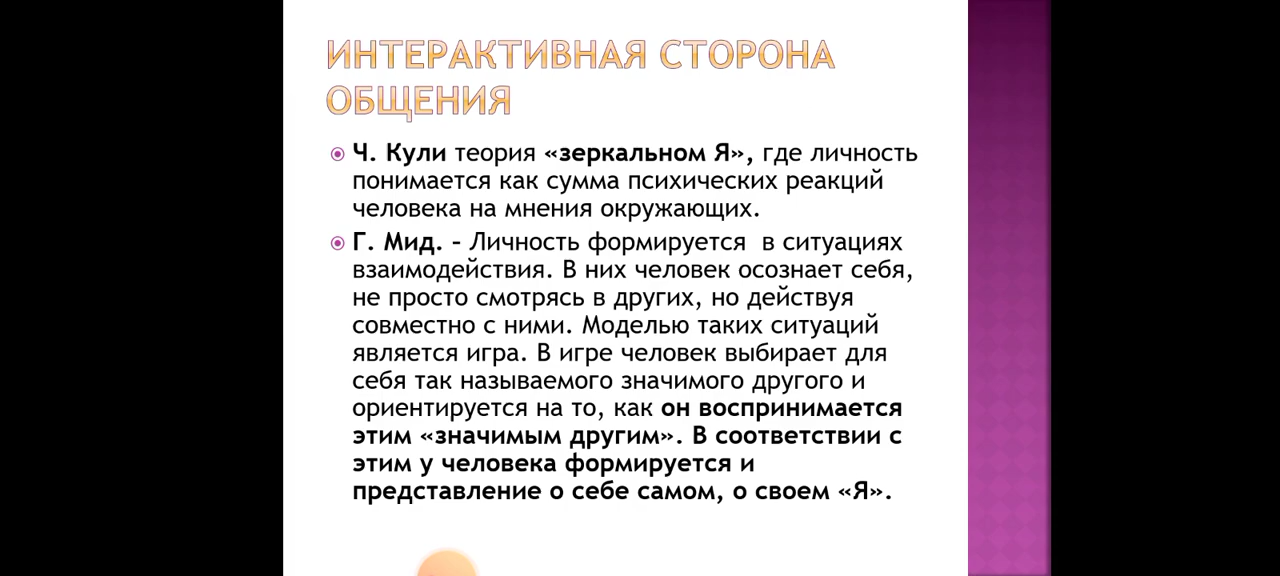 ИНТЕРАКТИВНАЯ СТОРОНА
ОБЩЕНИЯ
Ч. Кули теория «зеркальном Я», где личность
понимается как сумма психических реакций
человека на мнения окружающих.
Г. Мид. – Личность формируется в ситуациях
взаимодействия. В них человек осознает себя,
не просто смотрясь в других, но действуя
совместно с ними. Моделью таких ситуаций
является игра. В игре человек выбирает для
себя так называемого значимого другого и
ориентируется на то, как он воспринимается
этим «значимым другим». В соответствии с
этим у человека формируется и
представление о себе самом, о своем «Я».